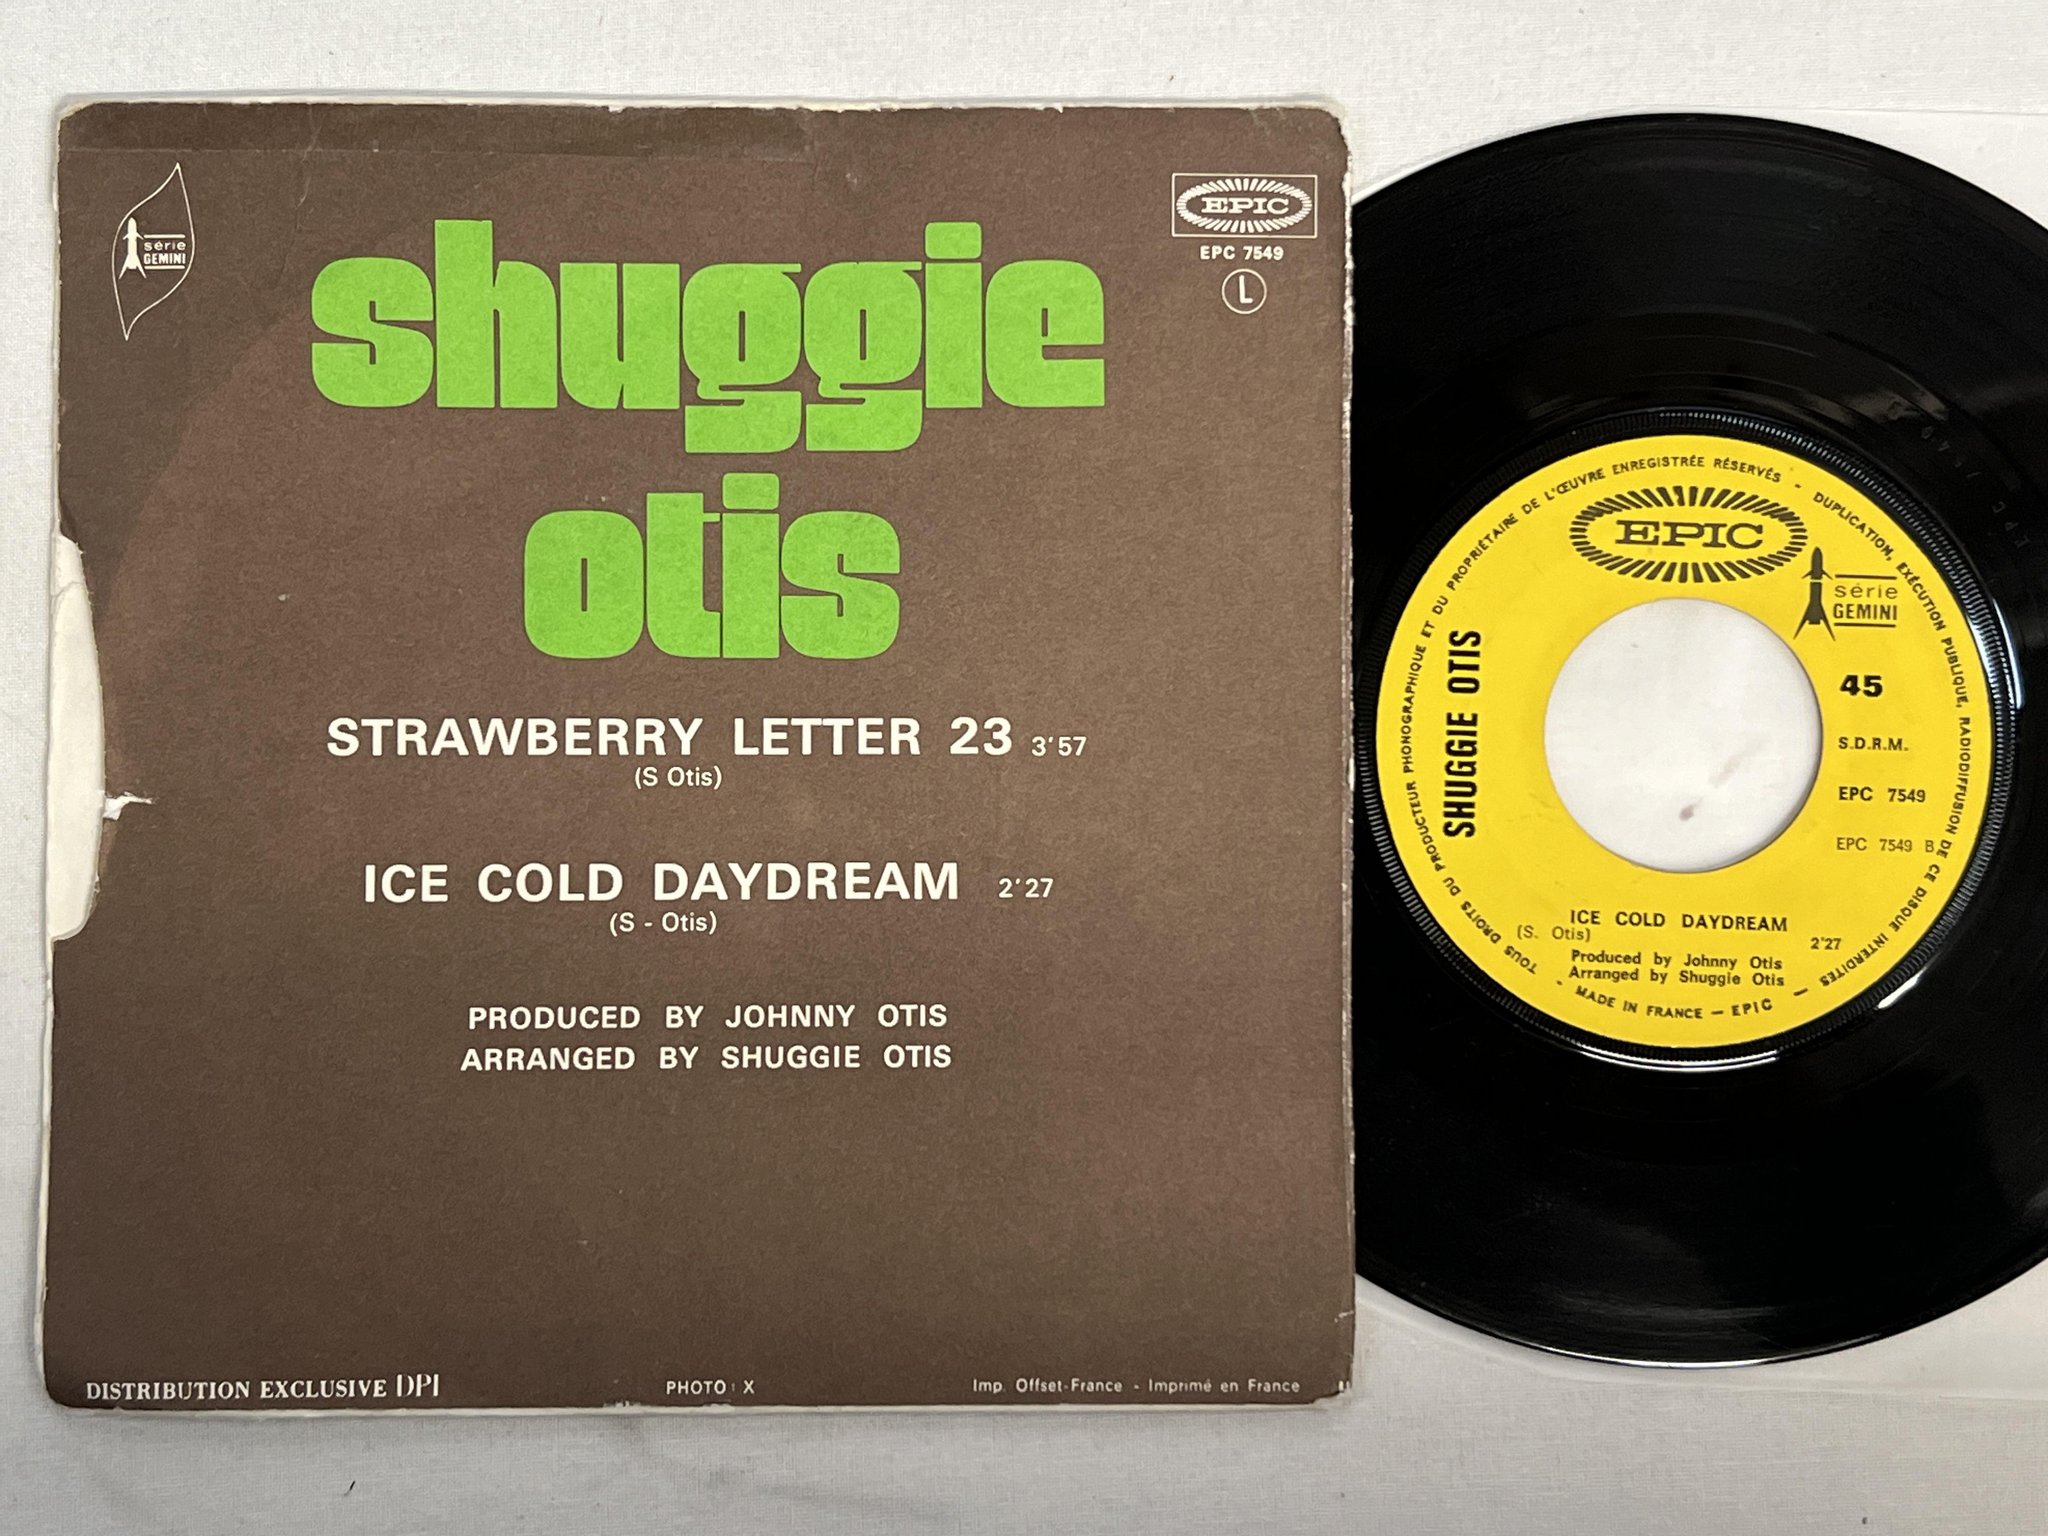 série
GEMINI
EPIC
EPC 7549
L
shuggie
otis
STRAWBERRY LETTER 23 3'57
(S Otis)
ICE COLD DAYDREAM 2'27
(S - Otis)
PRODUCED BY JOHNNY OTIS
ARRANGED BY SHUGGIE OTIS
DISTRIBUTION EXCLUSIVE DPI
PHOTO : X
Imp. Offset-France - Imprimé en France
TOUS DROITS DU PRODUCTEUR PHONOGRAPHIQUE ET DU PROPRIÉTAIRE DE L'ŒUVRE ENREGISTRÉE RÉSERVÉS - DUPLICATION, EXÉCUTION PUBLIQUE, RADIODIFFUSION DE CE DISQUE INTERDITES
- MADE IN FRANCE - EPIC -
EPIC
série
GEMINI
SHUGGIE OTIS
45
S.D.R.M.
EPC 7549
EPC 7549 B
ICE COLD DAYDREAM
(S. Otis) 2'27
Produced by Johnny Otis
Arranged by Shuggie Otis